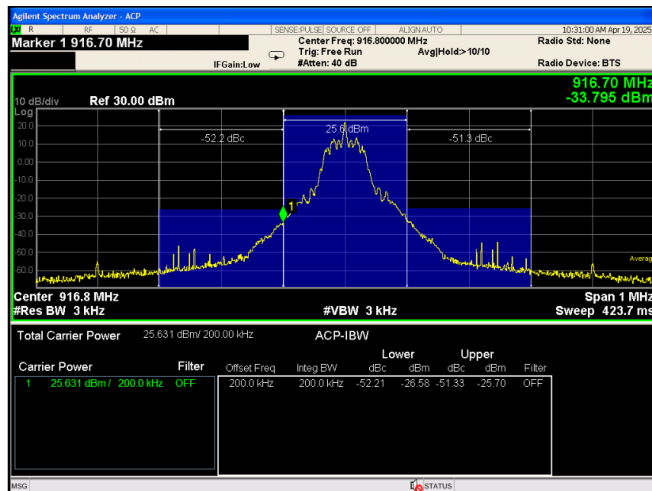 Agilent Spectrum Analyzer - ACP
LXI R RF 50 Ω AC SENSE:PULSE SOURCE OFF ALIGN AUTO 10:31:00 AM Apr 19, 2025
Marker 1 916.70 MHz
Center Freq: 916.800000 MHz
Radio Std: None
Trig: Free Run Avg|Hold>10/10
IFGain:Low #Atten: 40 dB Radio Device: BTS
916.70 MHz
-33.795 dBm
10 dB/div Ref 30.00 dBm
Log
20.0
10.0
0.00
-10.0
-20.0
-30.0
-40.0
-50.0
-60.0
-52.2 dBc
25.6 dBm
-51.3 dBc
1
Average
Center 916.8 MHz Span 1 MHz
#Res BW 3 kHz #VBW 3 kHz Sweep 423.7 ms
Total Carrier Power 25.631 dBm/ 200.00 kHz ACP-IBW
Lower Upper
Carrier Power Filter Offset Freq Integ BW dBc dBm dBc dBm Filter
1 25.631 dBm / 200.0 kHz OFF 200.0 kHz 200.0 kHz -52.21 -26.58 -51.33 -25.70 OFF
MSG STATUS